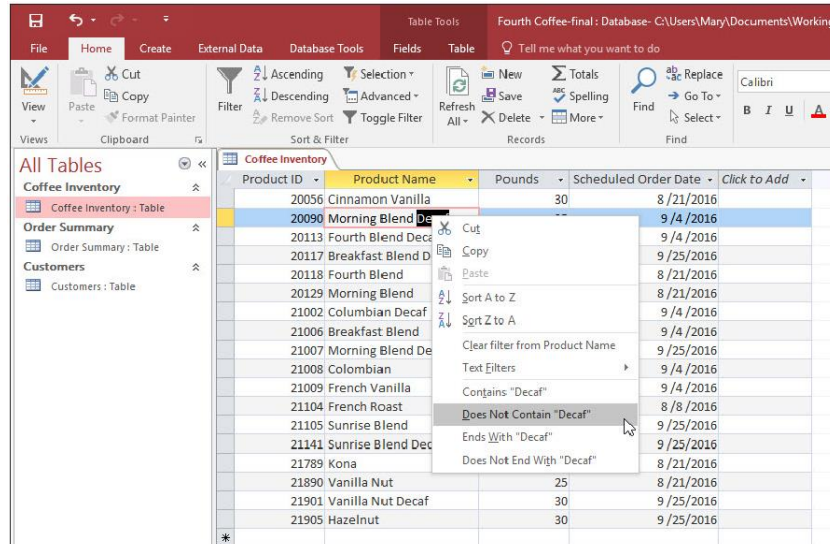 Table Tools
Fourth Coffee-final : Database- C:\Users\Mary\Documents\Working
File Home Create External Data Database Tools Fields Table Tell me what you want to do
View
Paste
Cut
Copy
Format Painter
Filter
Ascending
Descending
Remove Sort
Selection
Advanced
Toggle Filter
Refresh
All
New
Save
Delete
Totals
Spelling
More
Find
Replace
Go To
Select
Calibri
B I U A
Views Clipboard Sort & Filter Records Find
All Tables
Coffee Inventory
Coffee Inventory : Table
Order Summary
Order Summary : Table
Customers
Customers : Table
Coffee Inventory
Product ID Product Name Pounds Scheduled Order Date Click to Add
20056 Cinnamon Vanilla 30 8/21/2016
20090 Morning Blend 9/4/2016
20113 Fourth Blend Deca 9/4/2016
20117 Breakfast Blend D 9/25/2016
20118 Fourth Blend 8/21/2016
20129 Morning Blend 8/21/2016
21002 Columbian Decaf 9/4/2016
21006 Breakfast Blend 9/4/2016
21007 Morning Blend De 9/25/2016
21008 Colombian 9/4/2016
21009 French Vanilla 9/4/2016
21104 French Roast 8/8/2016
21105 Sunrise Blend 9/25/2016
21141 Sunrise Blend Dec 9/25/2016
21789 Kona 8/21/2016
21890 Vanilla Nut 25 8/21/2016
21901 Vanilla Nut Decaf 30 9/25/2016
21905 Hazelnut 30 9/25/2016
Cut
Copy
Paste
Sort A to Z
Sort Z to A
Clear filter from Product Name
Text Filters
Contains "Decaf"
Does Not Contain "Decaf"
Ends With "Decaf"
Does Not End With "Decaf"